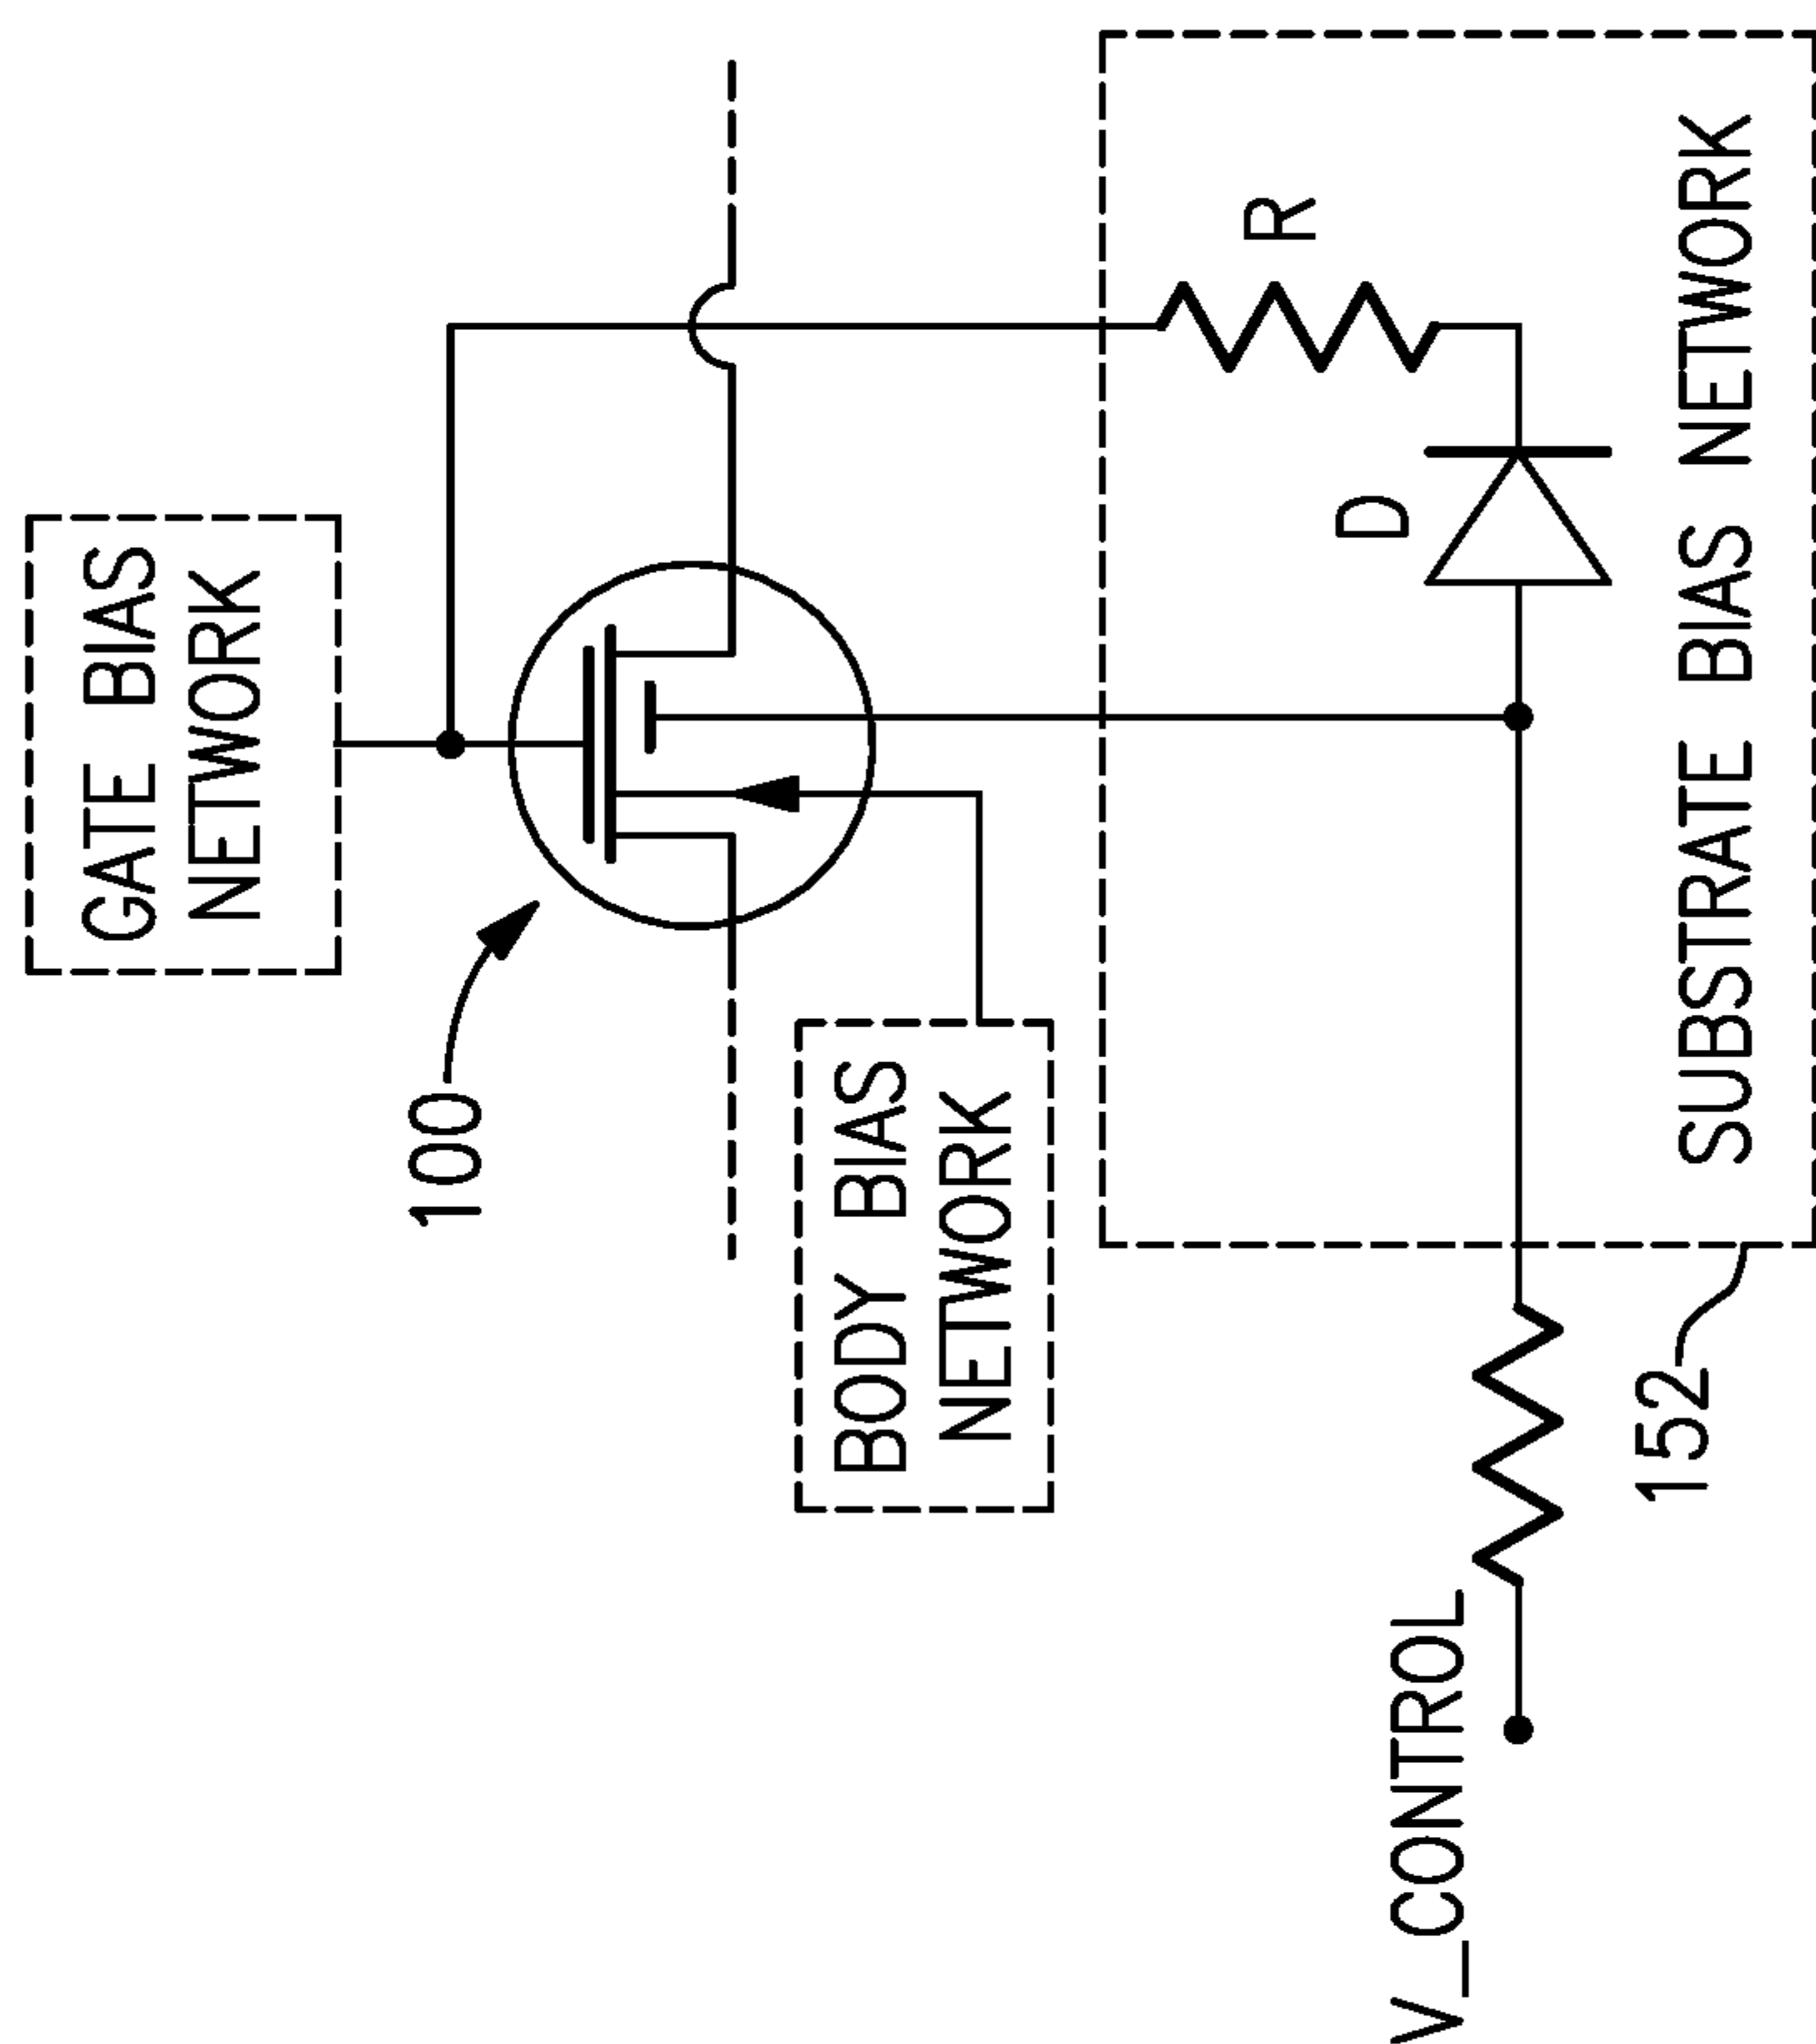 GATE BIAS
NETWORK
100
BODY BIAS
NETWORK
R
D
V_CONTROL
152
SUBSTRATE BIAS NETWORK